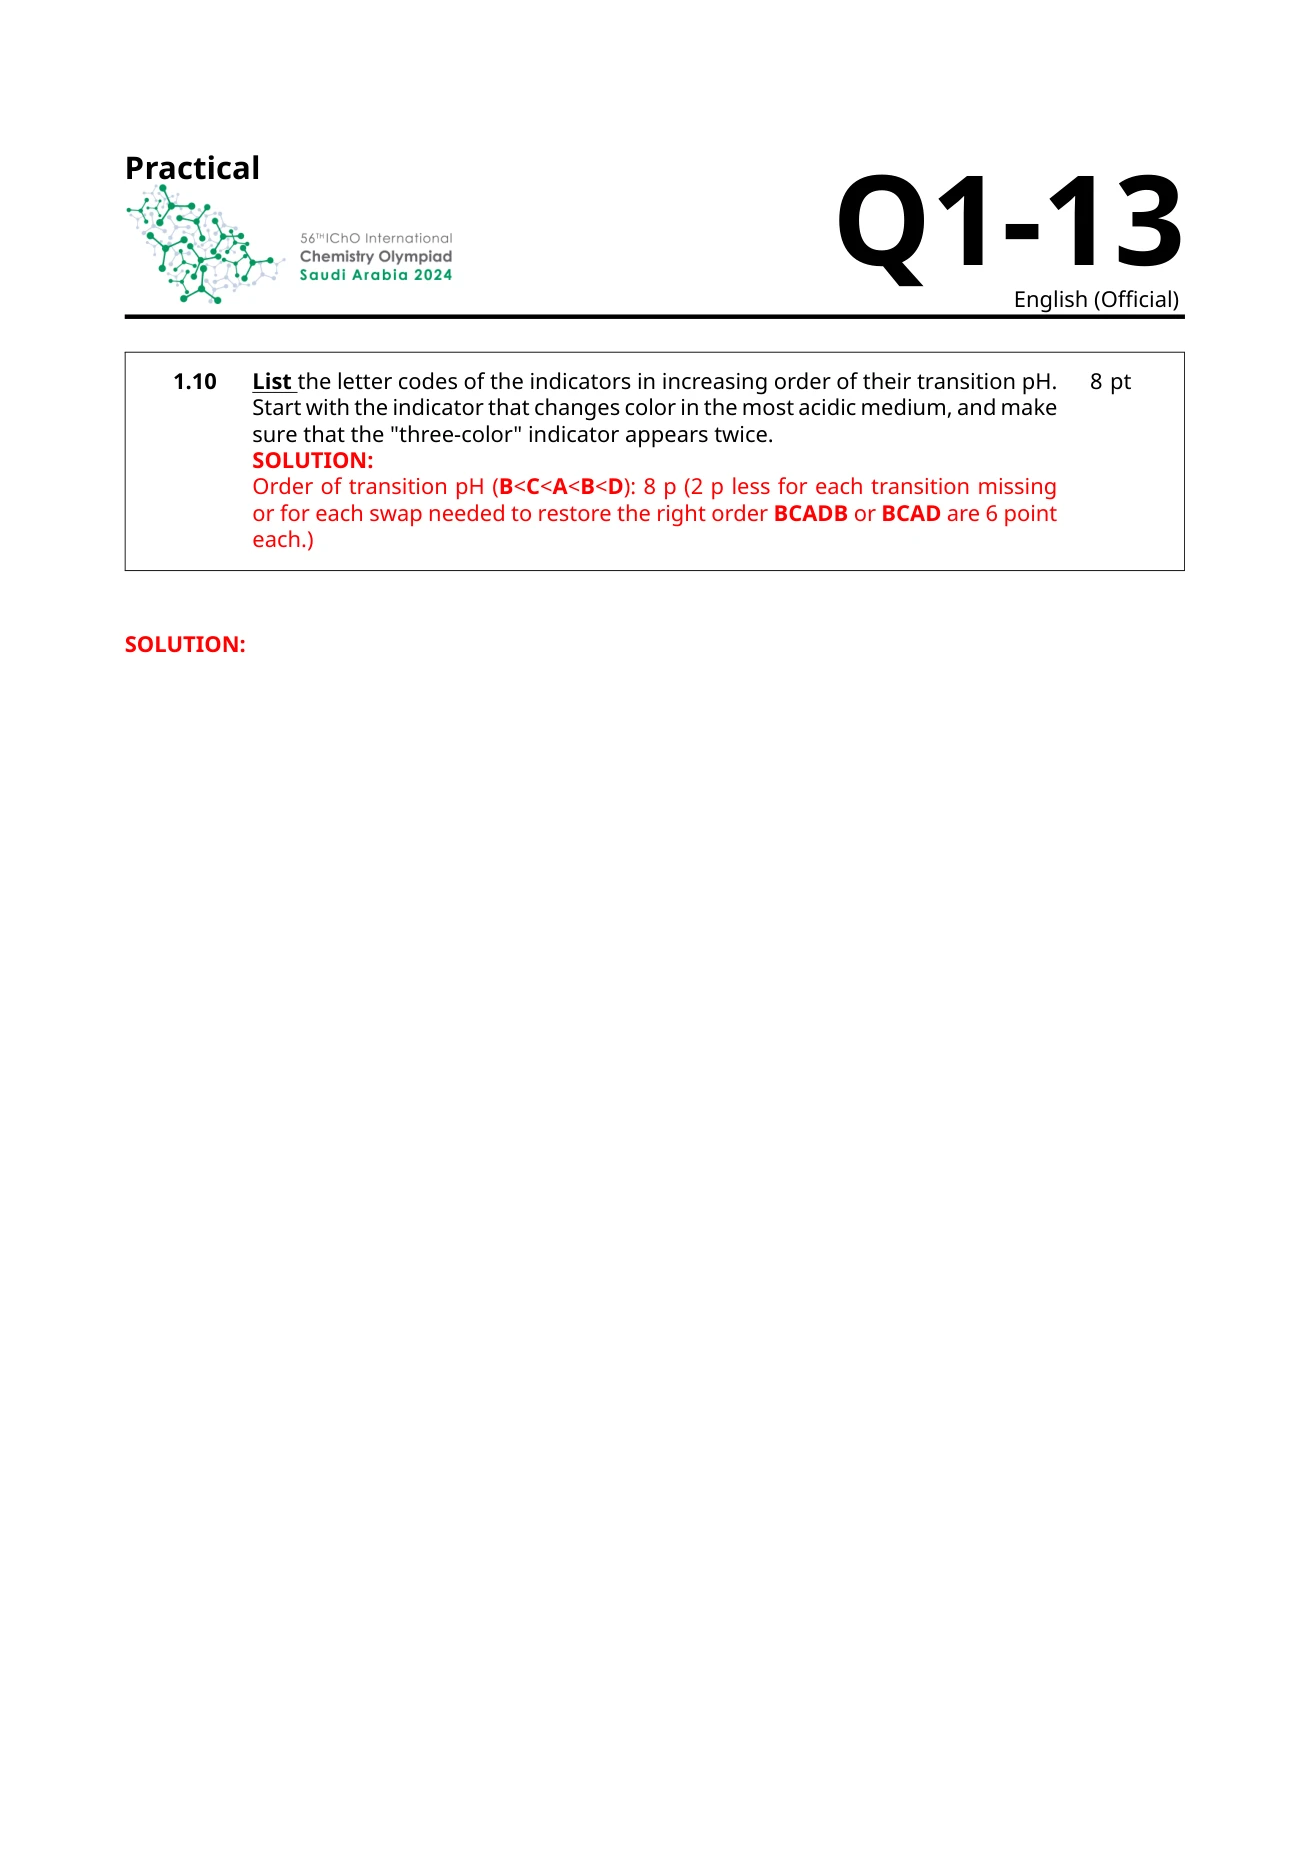 Practical
56THIChO International
Chemistry Olympiad
Saudi Arabia 2024
Q1-13
English (Official)
1.10 List the letter codes of the indicators in increasing order of their transition pH. 8 pt
Start with the indicator that changes color in the most acidic medium, and make
sure that the "three-color" indicator appears twice.
SOLUTION:
Order of transition pH (B<C<A<B<D): 8 p (2 p less for each transition missing
or for each swap needed to restore the right order BCADB or BCAD are 6 point
each.)
SOLUTION: